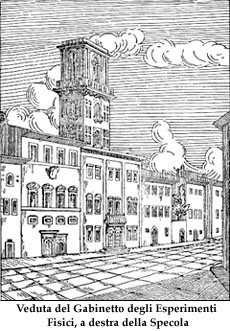 Veduta del Gabinetto degli Esperimenti
Fisici, a destra della Specola